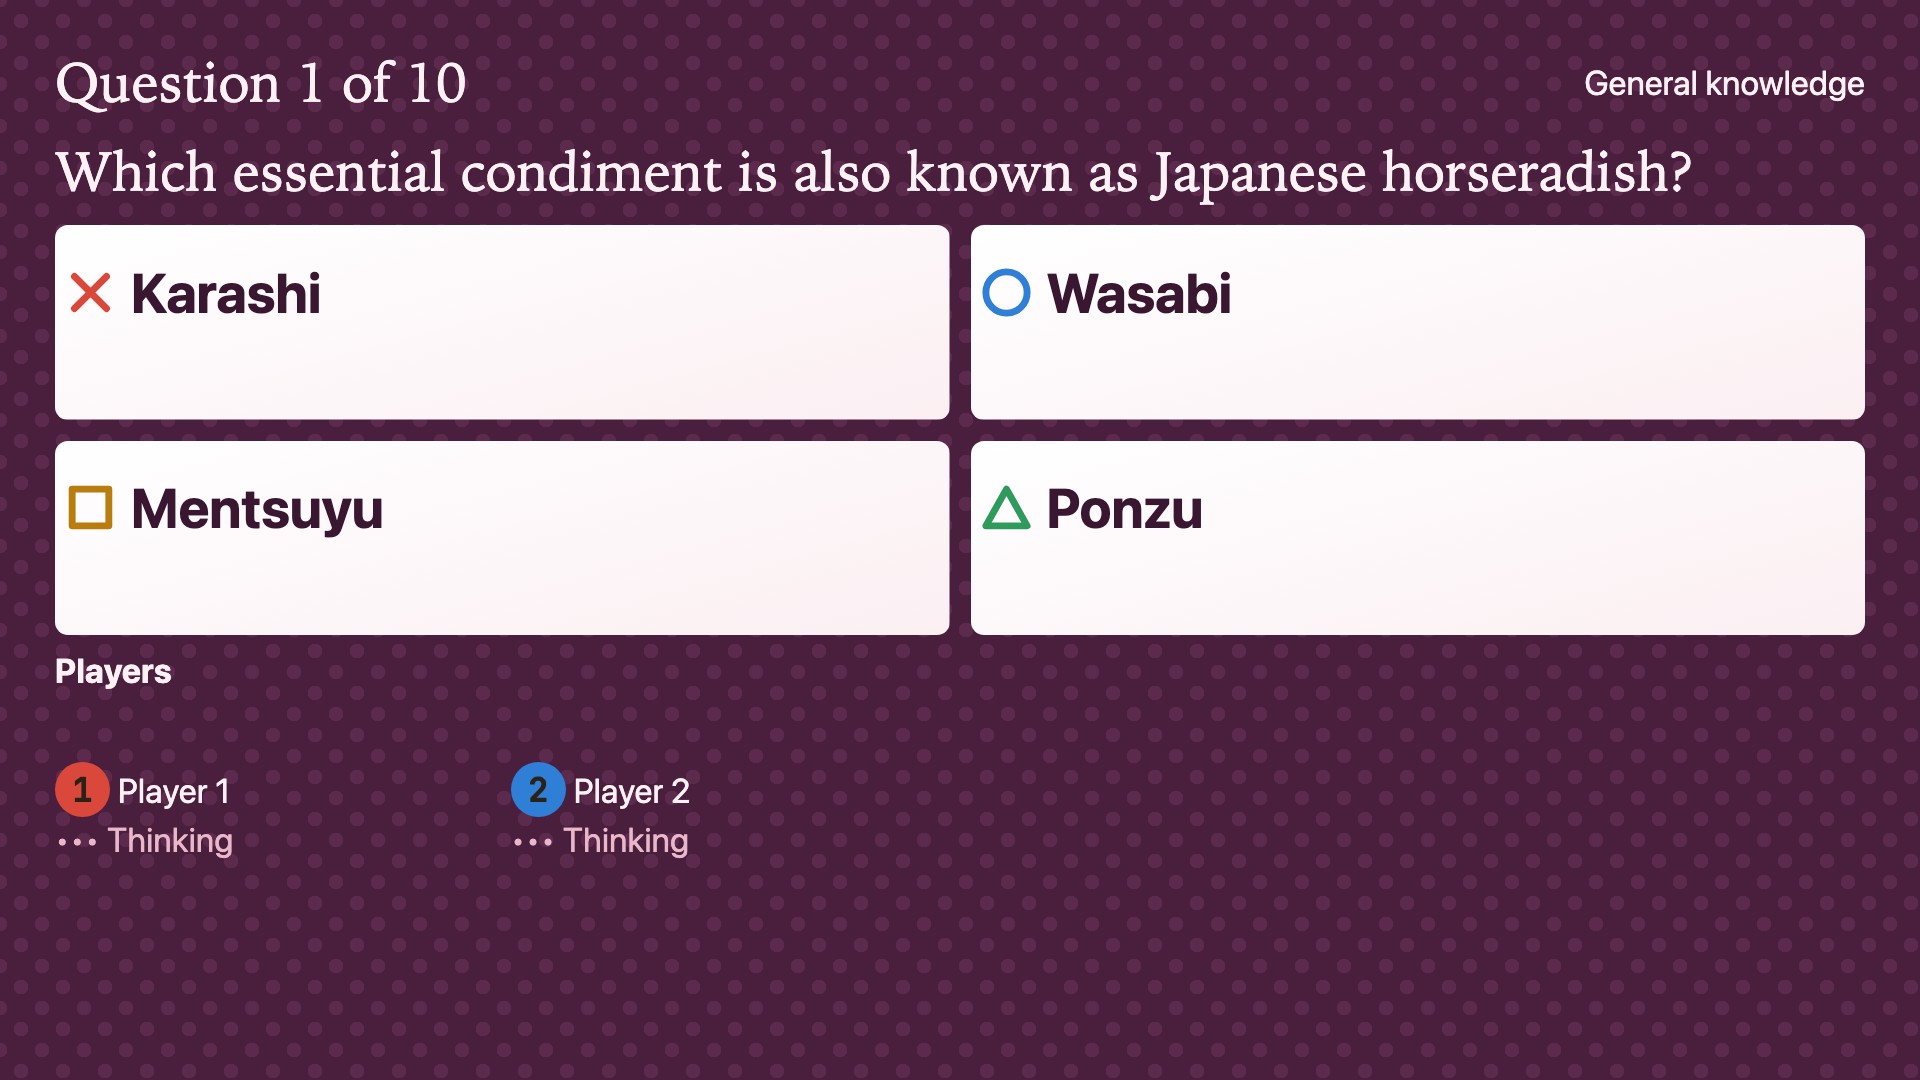 Question 1 of 10
General knowledge
Which essential condiment is also known as Japanese horseradish?
Karashi
Wasabi
Mentsuyu
Ponzu
Players
1 Player 1
2 Player 2
... Thinking
... Thinking